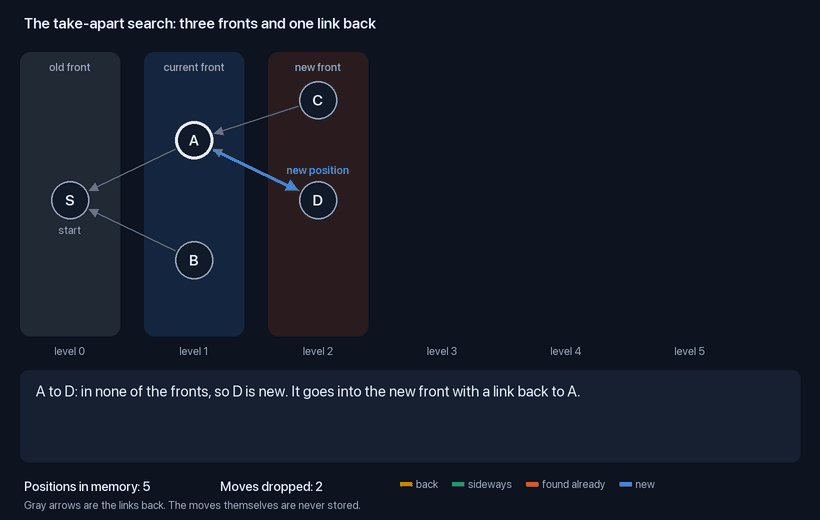 The take-apart search: three fronts and one link back
old front
current front
new front
C
A
new position
S
D
start
B
level 0
level 1
level 2
level 3
level 4
level 5
A to D: in none of the fronts, so D is new. It goes into the new front with a link back to A.
Positions in memory: 5
Moves dropped: 2
back
sideways
found already
new
Gray arrows are the links back. The moves themselves are never stored.